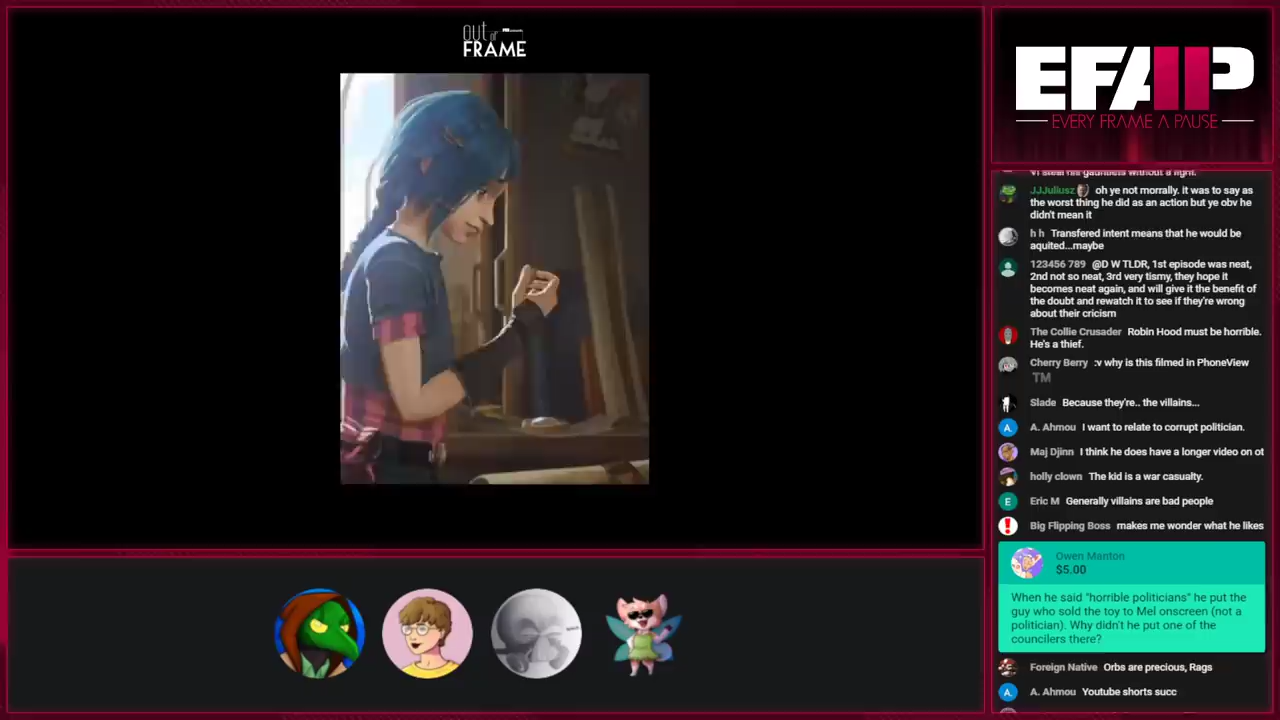 out of
FRAME
EFAP
EVERY FRAME A PAUSE
VI steal his gauntlets without a fight.
JJJuliusz oh ye not morrally. it was to say as
the worst thing he did as an action but ye obv he
didn't mean it
h h Transfered intent means that he would be
aquited...maybe
123456 789 @D W TLDR, 1st episode was neat,
2nd not so neat, 3rd very tismy, they hope it
becomes neat again, and will give it the benefit of
the doubt and rewatch it to see if they're wrong
about their cricism
The Collie Crusader Robin Hood must be horrible.
He's a thief.
Cherry Berry :v why is this filmed in PhoneView
TM
Slade Because they're.. the villains...
A. A. Ahmou I want to relate to corrupt politician.
Maj Djinn I think he does have a longer video on ot
holly clown The kid is a war casualty.
E Eric M Generally villains are bad people
Big Flipping Boss makes me wonder what he likes
Owen Manton
$5.00
When he said "horrible politicians" he put the
guy who sold the toy to Mel onscreen (not a
politician). Why didn't he put one of the
councilers there?
Foreign Native Orbs are precious, Rags
A. A. Ahmou Youtube shorts succ